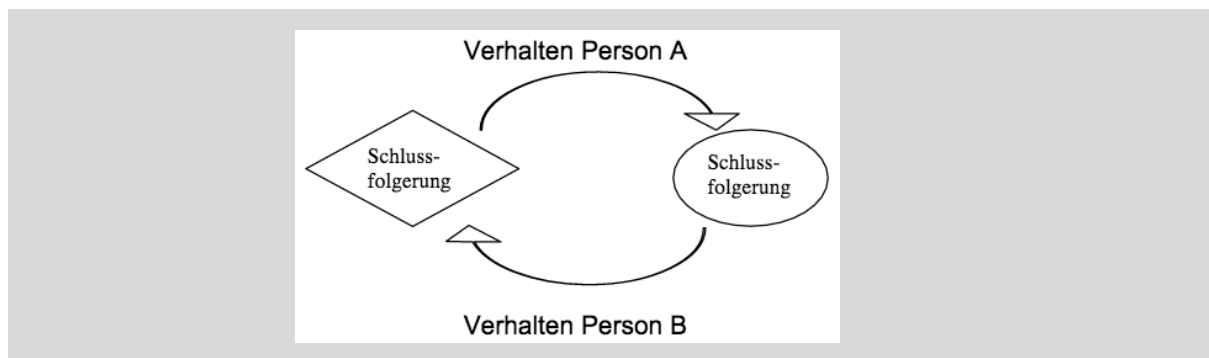 Verhalten Person A
Schluss-
folgerung
Schluss-
folgerung
Verhalten Person B